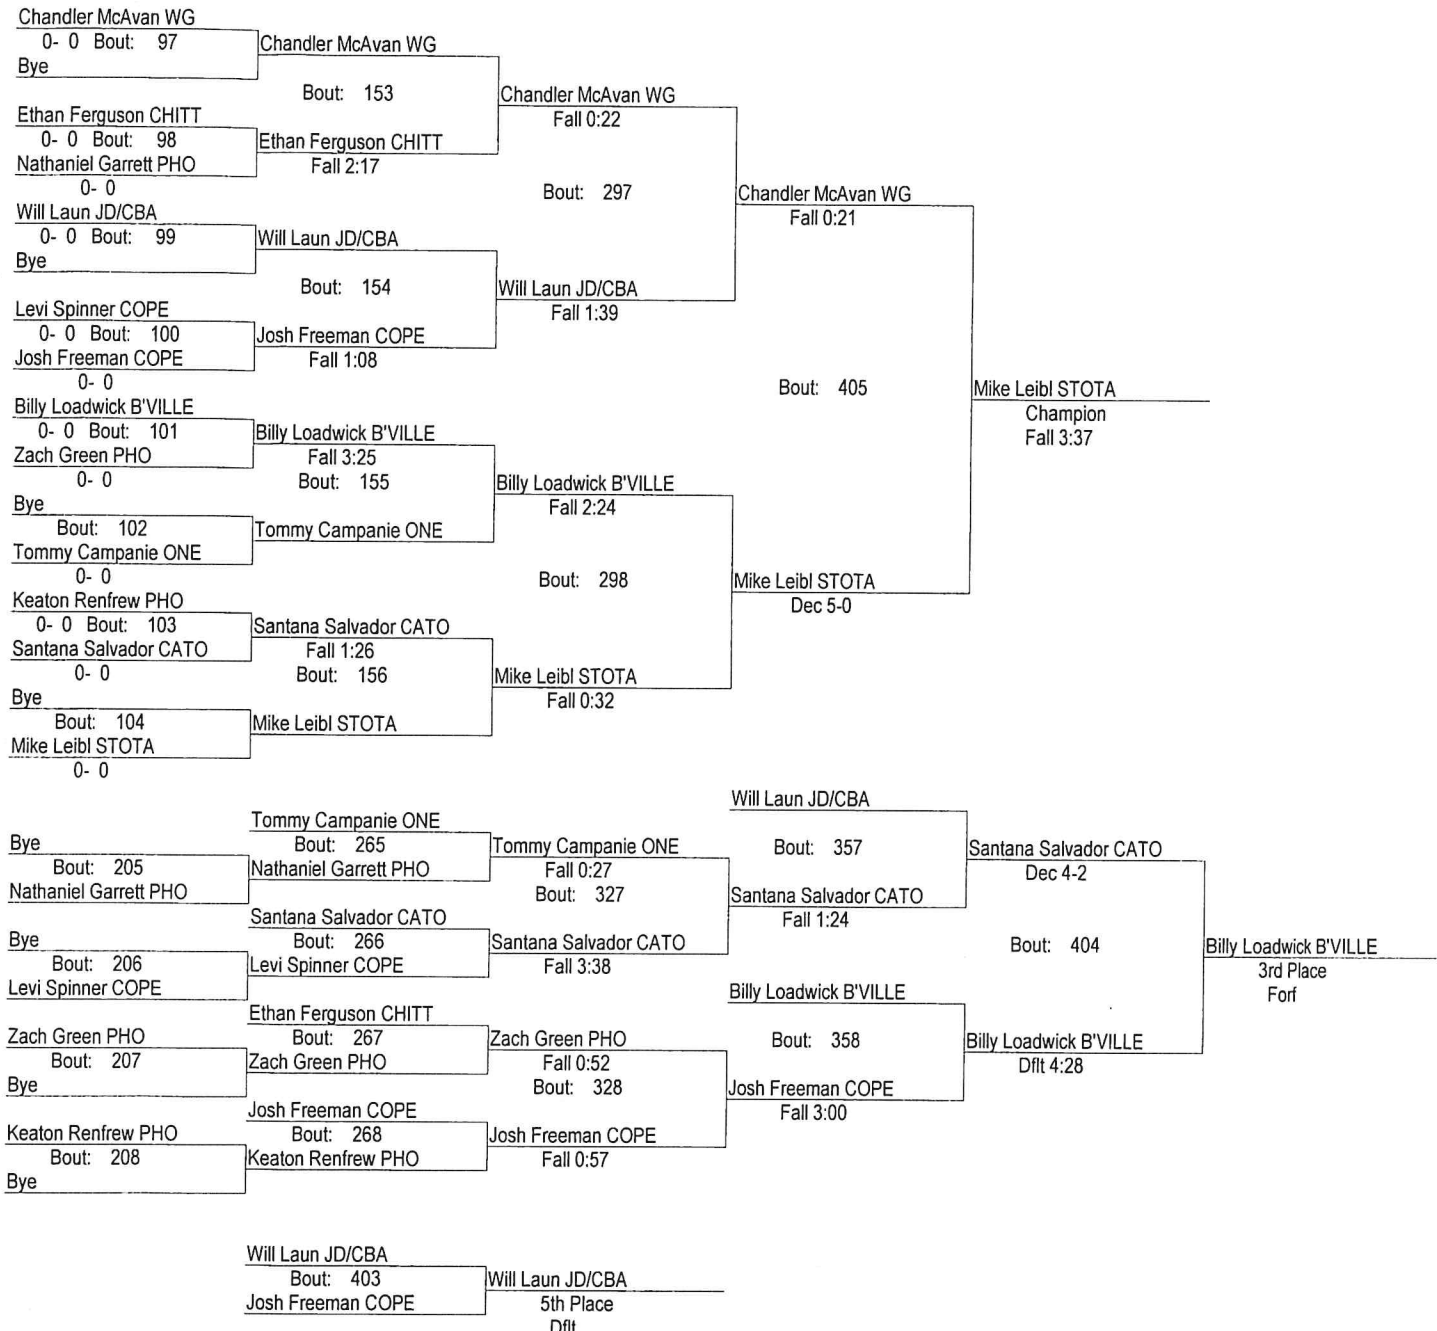 Chandler McAvan WG
0- 0 Bout: 97
Bye
Chandler McAvan WG
Bout: 153
Ethan Ferguson CHITT
0- 0 Bout: 98
Nathaniel Garrett PHO
0- 0
Ethan Ferguson CHITT
Fall 2:17
Chandler McAvan WG
Fall 0:22
Bout: 297
Will Laun JD/CBA
0- 0 Bout: 99
Bye
Will Laun JD/CBA
Bout: 154
Levi Spinner COPE
0- 0 Bout: 100
Josh Freeman COPE
0- 0
Josh Freeman COPE
Fall 1:08
Will Laun JD/CBA
Fall 1:39
Chandler McAvan WG
Fall 0:21
Bout: 405
Billy Loadwick B'VILLE
0- 0 Bout: 101
Zach Green PHO
0- 0
Billy Loadwick B'VILLE
Fall 3:25
Bout: 155
Bye
Bout: 102
Tommy Campanie ONE
0- 0
Tommy Campanie ONE
Billy Loadwick B'VILLE
Fall 2:24
Bout: 298
Keaton Renfrew PHO
0- 0 Bout: 103
Santana Salvador CATO
0- 0
Santana Salvador CATO
Fall 1:26
Bout: 156
Bye
Bout: 104
Mike Leibl STOTA
0- 0
Mike Leibl STOTA
Mike Leibl STOTA
Fall 0:32
Mike Leibl STOTA
Dec 5-0
Mike Leibl STOTA
Champion
Fall 3:37
Bye
Bout: 205
Nathaniel Garrett PHO
Tommy Campanie ONE
Bout: 265
Nathaniel Garrett PHO
Tommy Campanie ONE
Fall 0:27
Bout: 327
Bye
Bout: 206
Levi Spinner COPE
Santana Salvador CATO
Bout: 266
Levi Spinner COPE
Santana Salvador CATO
Fall 3:38
Will Laun JD/CBA
Bout: 357
Santana Salvador CATO
Fall 1:24
Santana Salvador CATO
Dec 4-2
Bout: 404
Zach Green PHO
Bout: 207
Bye
Ethan Ferguson CHITT
Bout: 267
Zach Green PHO
Zach Green PHO
Fall 0:52
Bout: 328
Keaton Renfrew PHO
Bout: 208
Bye
Josh Freeman COPE
Bout: 268
Keaton Renfrew PHO
Josh Freeman COPE
Fall 0:57
Billy Loadwick B'VILLE
Bout: 358
Josh Freeman COPE
Fall 3:00
Billy Loadwick B'VILLE
Dflt 4:28
Billy Loadwick B'VILLE
3rd Place
Forf
Will Laun JD/CBA
Bout: 403
Josh Freeman COPE
Will Laun JD/CBA
5th Place
Dflt